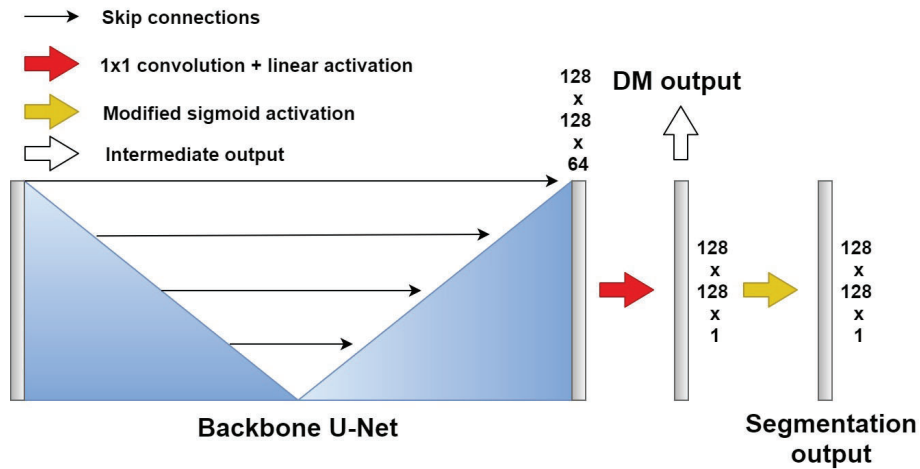 Skip connections
1x1 convolution + linear activation
Modified sigmoid activation
Intermediate output
128
x
128
x
64
DM output
128
x
128
x
1
128
x
128
x
1
Backbone U-Net
Segmentation
output